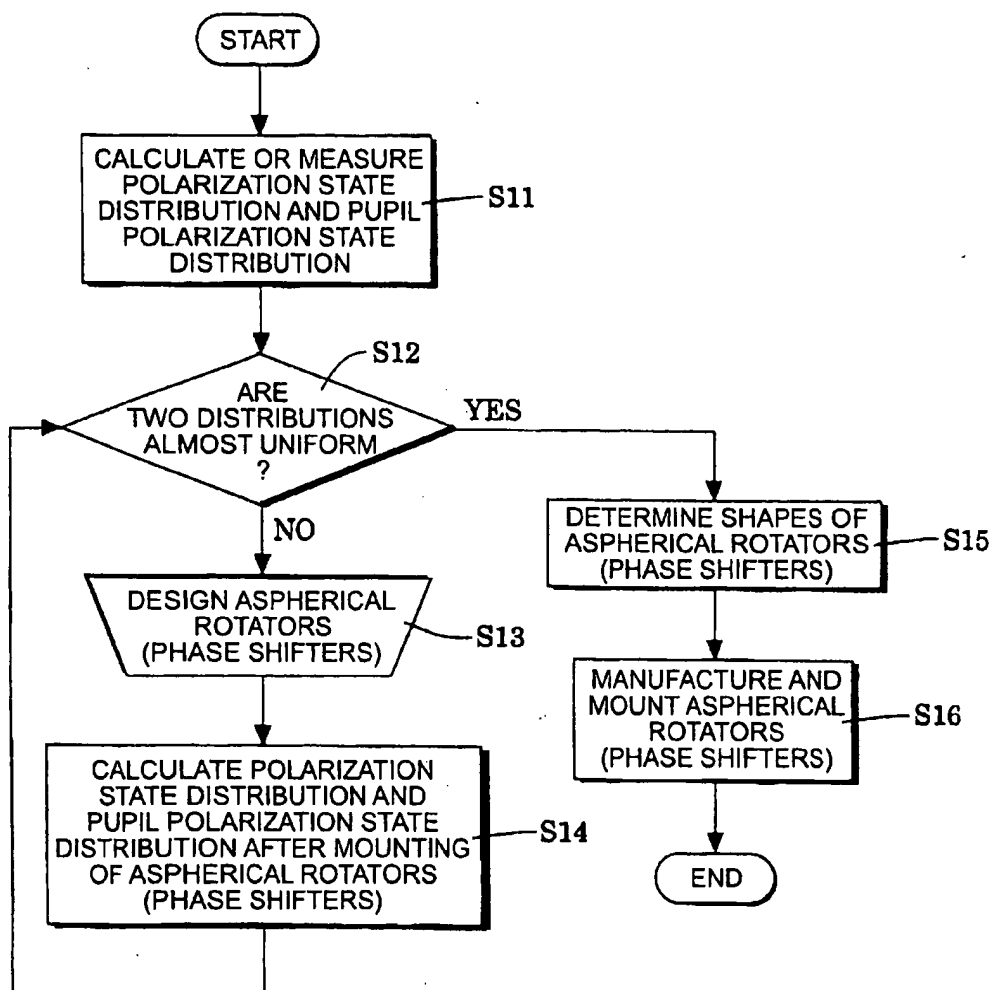 START
CALCULATE OR MEASURE
POLARIZATION STATE
DISTRIBUTION AND PUPIL
POLARIZATION STATE
DISTRIBUTION
S11
S12
ARE
TWO DISTRIBUTIONS
ALMOST UNIFORM
?
YES
NO
DESIGN ASPHERICAL
ROTATORS
(PHASE SHIFTERS)
S13
CALCULATE POLARIZATION
STATE DISTRIBUTION AND
PUPIL POLARIZATION STATE
DISTRIBUTION AFTER MOUNTING
OF ASPHERICAL ROTATORS
(PHASE SHIFTERS)
S14
DETERMINE SHAPES OF
ASPHERICAL ROTATORS
(PHASE SHIFTERS)
S15
MANUFACTURE AND
MOUNT ASPHERICAL
ROTATORS
(PHASE SHIFTERS)
S16
END